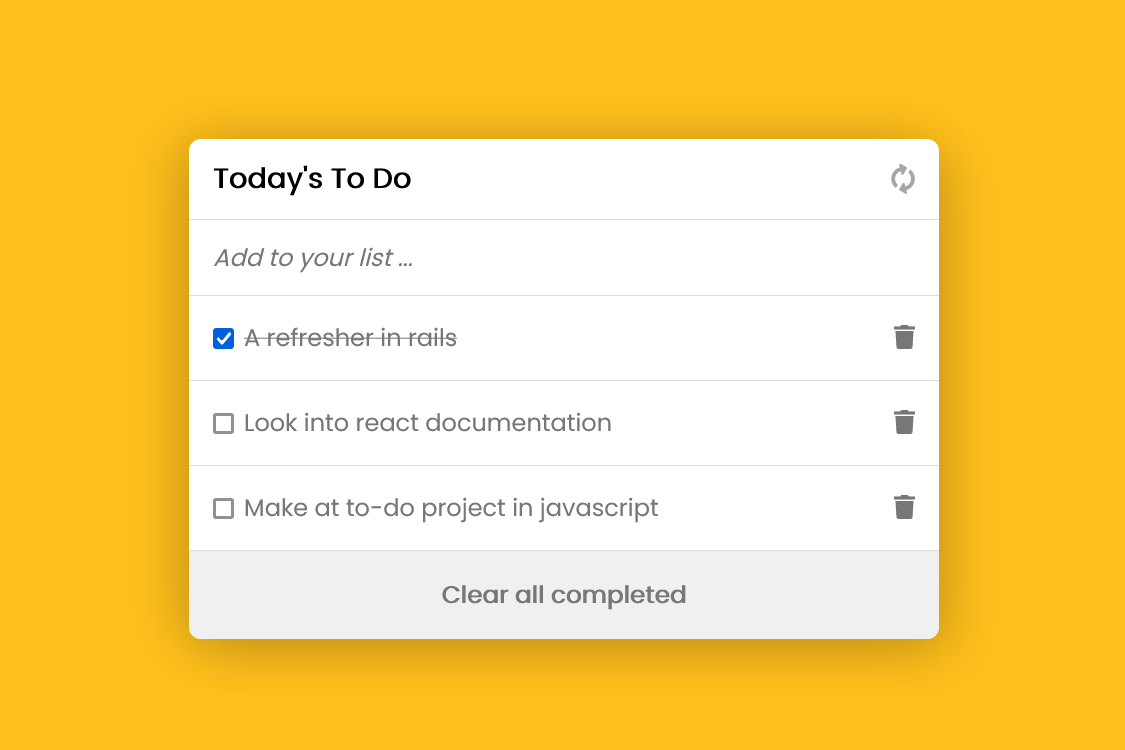 Today's To Do
Add to your list ...
A refresher in rails
Look into react documentation
Make at to-do project in javascript
Clear all completed